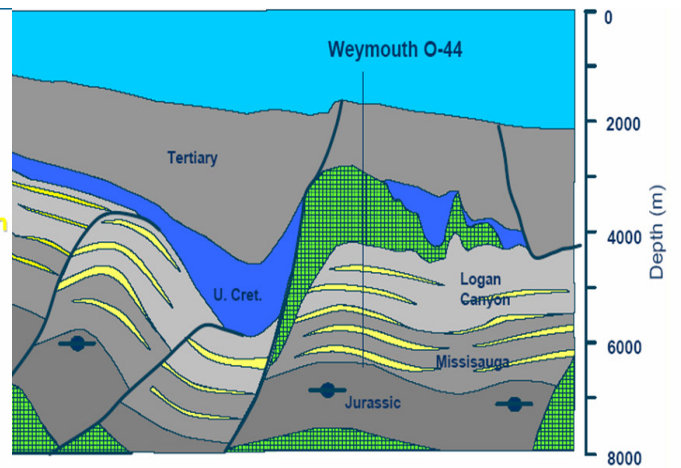 0
Weymouth O-44
2000
Tertiary
4000
Depth (m)
Logan
Canyon
U. Cret.
6000
Missisauga
Jurassic
8000